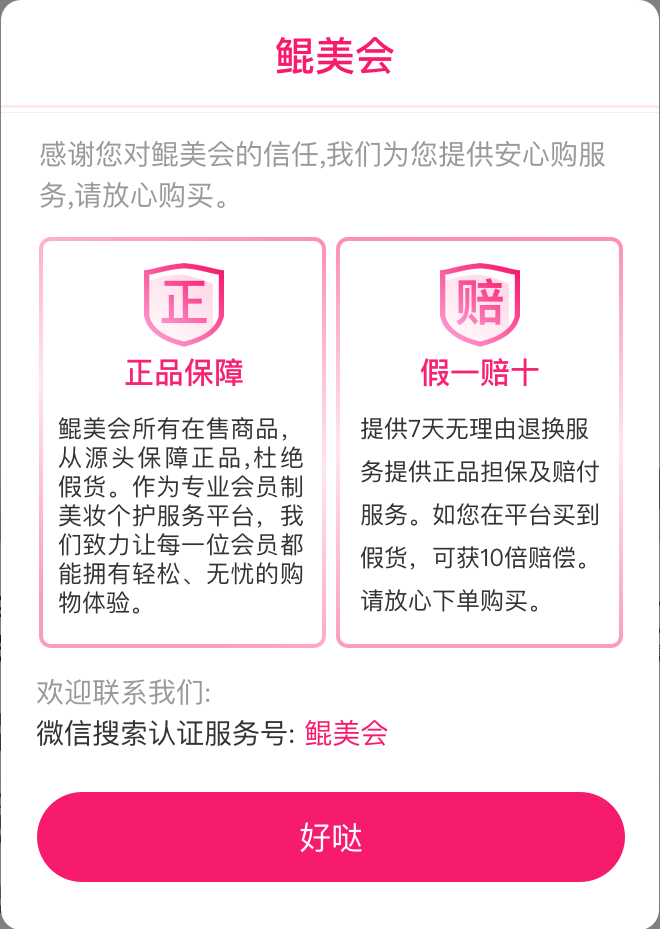 鲲美会
感谢您对鲲美会的信任,我们为您提供安心购服
务,请放心购买。
正
正品保障
鲲美会所有在售商品，
从源头保障正品,杜绝
假货。作为专业会员制
美妆个护服务平台，我
们致力让每一位会员都
能拥有轻松、无忧的购
物体验。
赔
假一赔十
提供7天无理由退换服
务提供正品担保及赔付
服务。如您在平台买到
假货，可获10倍赔偿。
请放心下单购买。
欢迎联系我们:
微信搜索认证服务号: 鲲美会
好哒